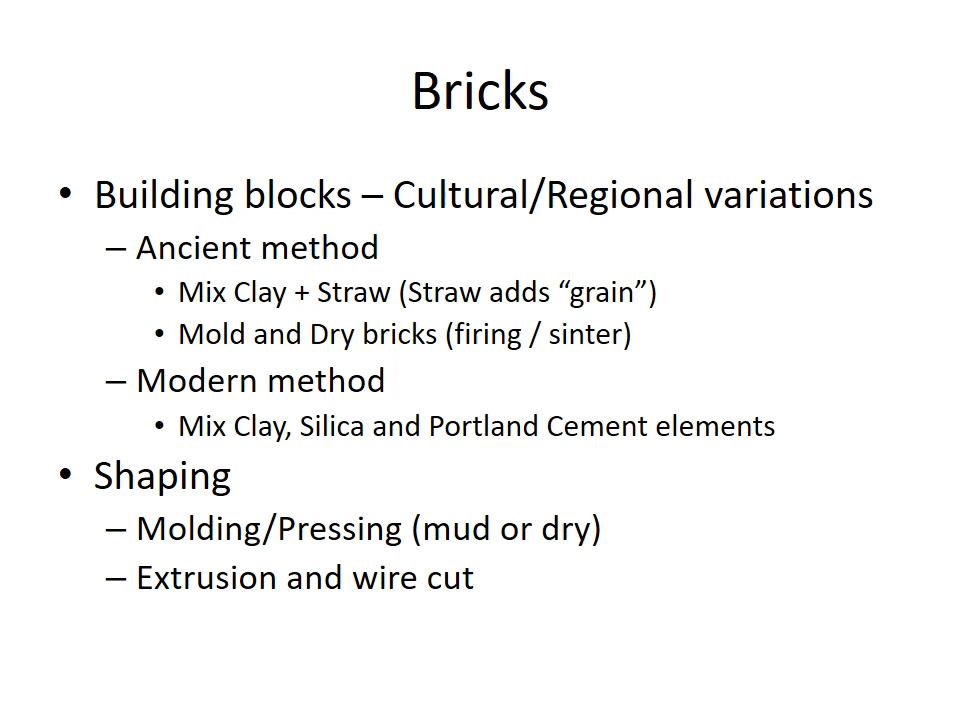 Bricks
• Building blocks – Cultural/Regional variations
– Ancient method
• Mix Clay + Straw (Straw adds “grain”)
• Mold and Dry bricks (firing / sinter)
– Modern method
• Mix Clay, Silica and Portland Cement elements
• Shaping
– Molding/Pressing (mud or dry)
– Extrusion and wire cut